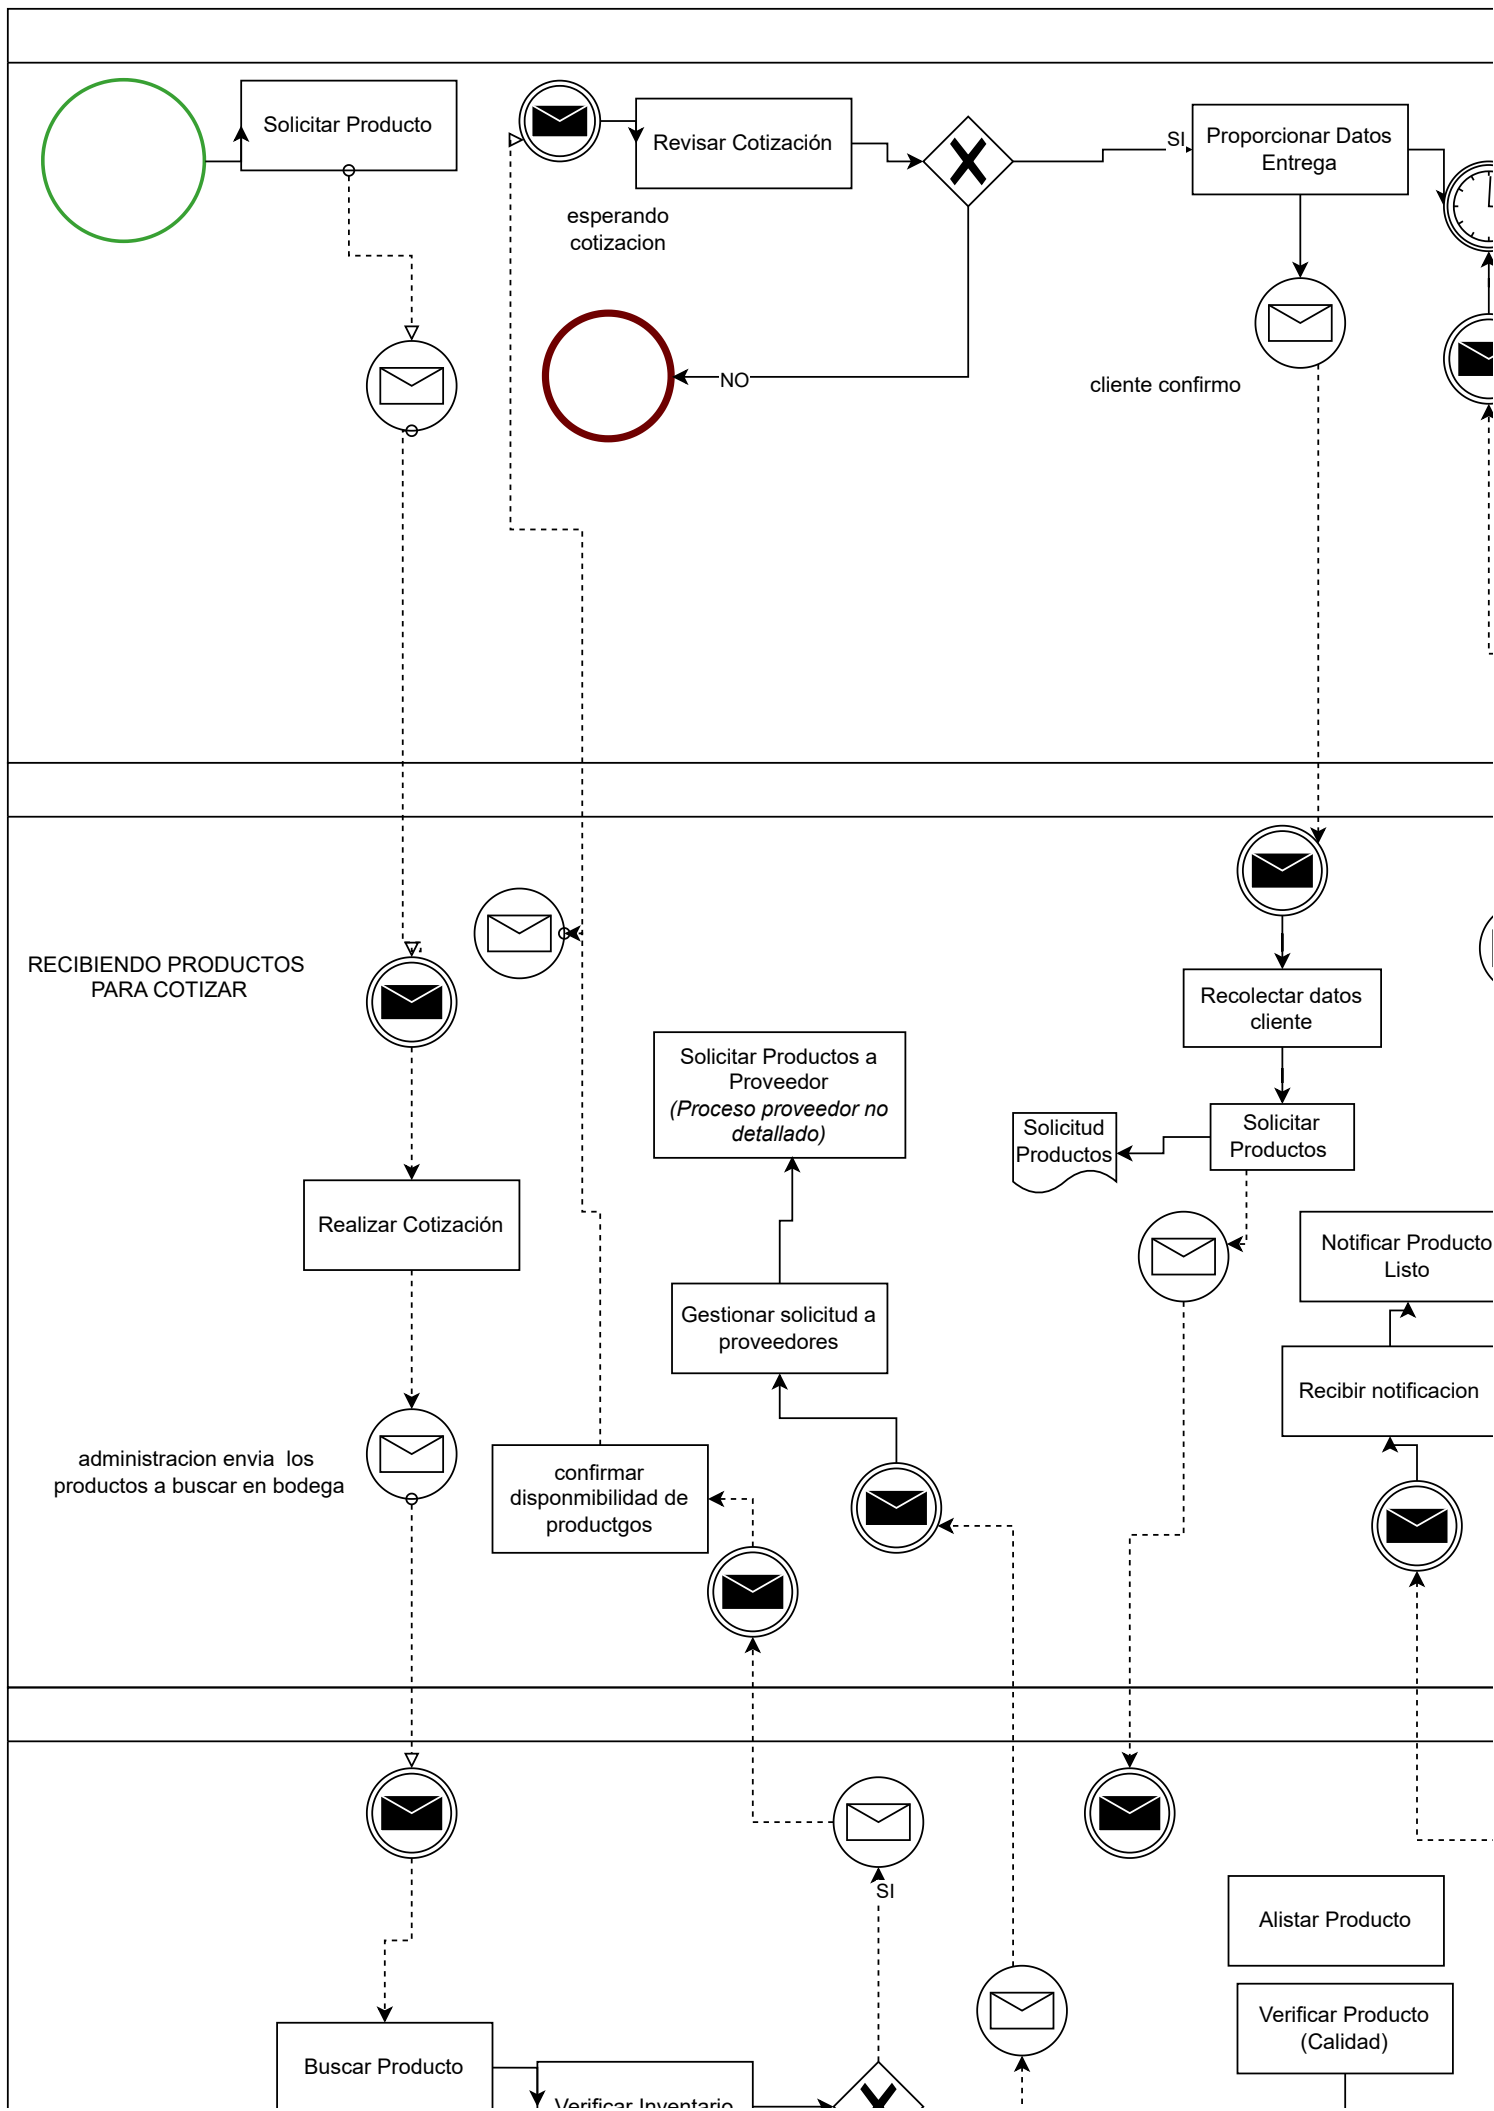 Solicitar Producto
Revisar Cotización
SI
Proporcionar Datos
Entrega
esperando
cotizacion
NO
cliente confirmo
RECIBIENDO PRODUCTOS
PARA COTIZAR
Recolectar datos
cliente
Solicitar Productos a
Proveedor
(Proceso proveedor no
detallado)
Solicitud
Productos
Solicitar
Productos
Realizar Cotización
Notificar Producto
Listo
Gestionar solicitud a
proveedores
Recibir notificacion
administracion envia los
productos a buscar en bodega
confirmar
disponmibilidad de
productgos
SI
Alistar Producto
Verificar Producto
(Calidad)
Buscar Producto
Verificar Inventario